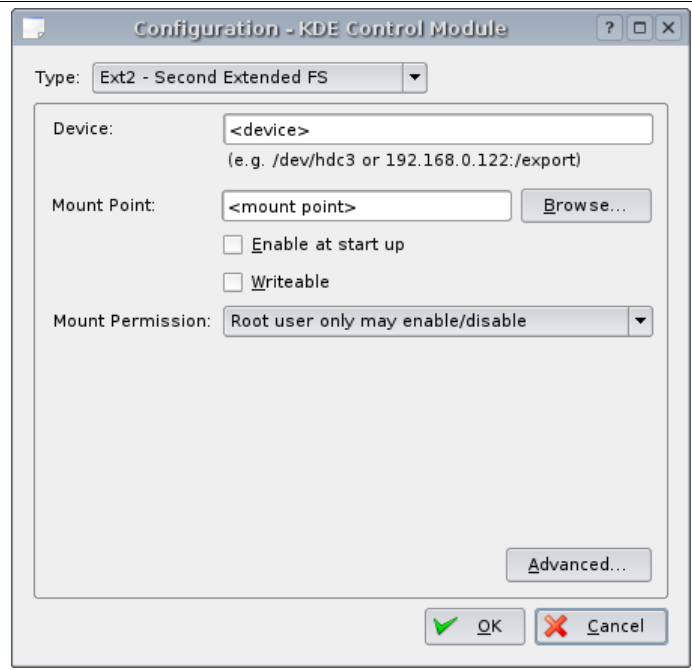 Configuration - KDE Control Module
Type: Ext2 - Second Extended FS
Device: <device>
(e.g. /dev/hdc3 or 192.168.0.122:/export)
Mount Point: <mount point> Browse...
Enable at start up
Writeable
Mount Permission: Root user only may enable/disable
Advanced...
OK Cancel